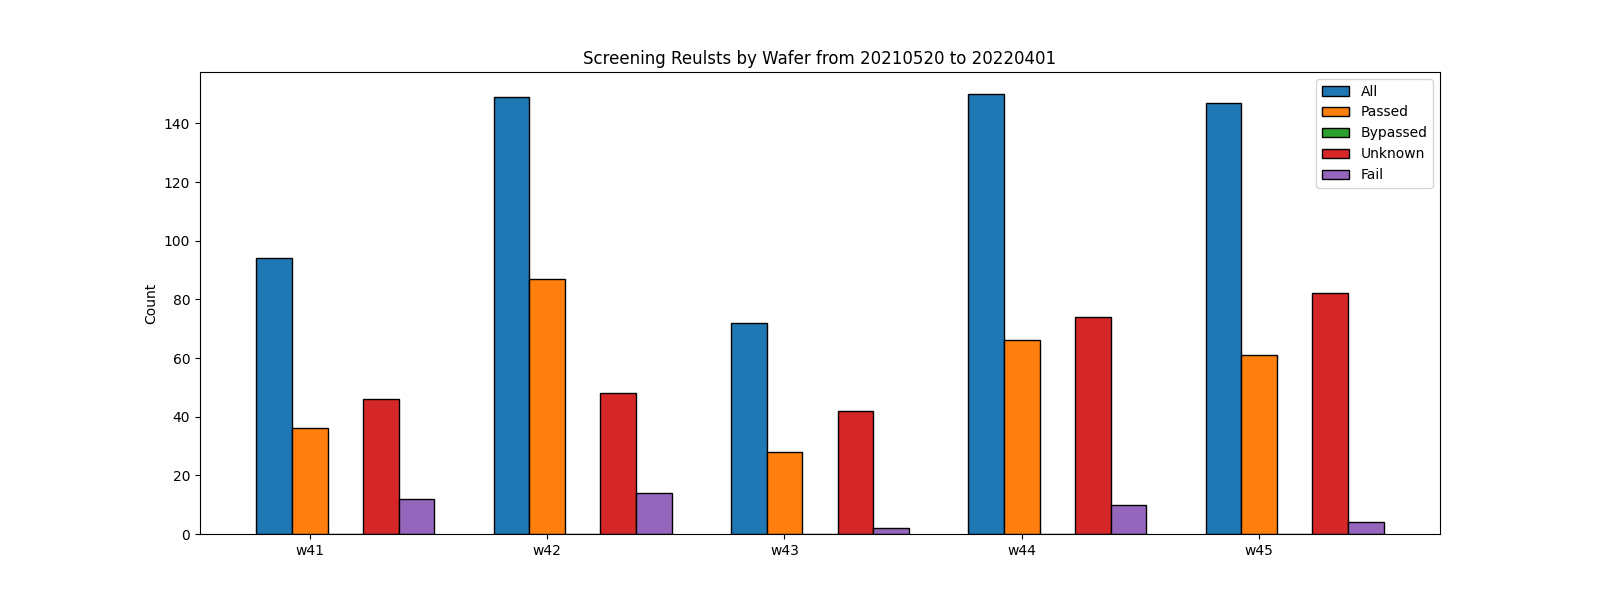 Screening Reulsts by Wafer from 20210520 to 20220401
All
Passed
Bypassed
Unknown
Fail
Count
140
120
100
80
60
40
20
0
w41 w42 w43 w44 w45